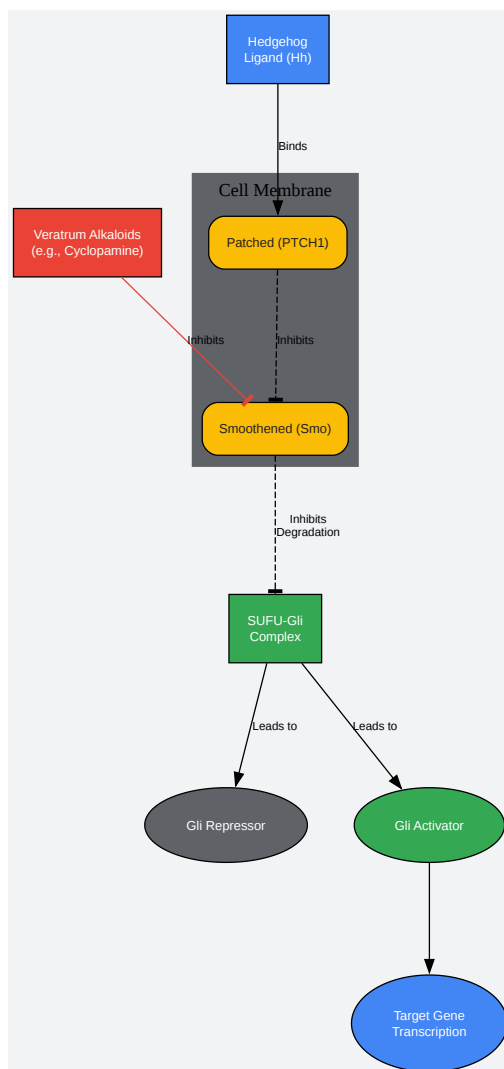 Hedgehog
Ligand (Hh)
Binds
Cell Membrane
Patched (PTCH1)
Veratrum Alkaloids
(e.g., Cyclopamine)
Inhibits
Inhibits
Smoothened (Smo)
Inhibits
Degradation
SUFU-Gli
Complex
Leads to
Leads to
Gli Repressor
Gli Activator
Target Gene
Transcription